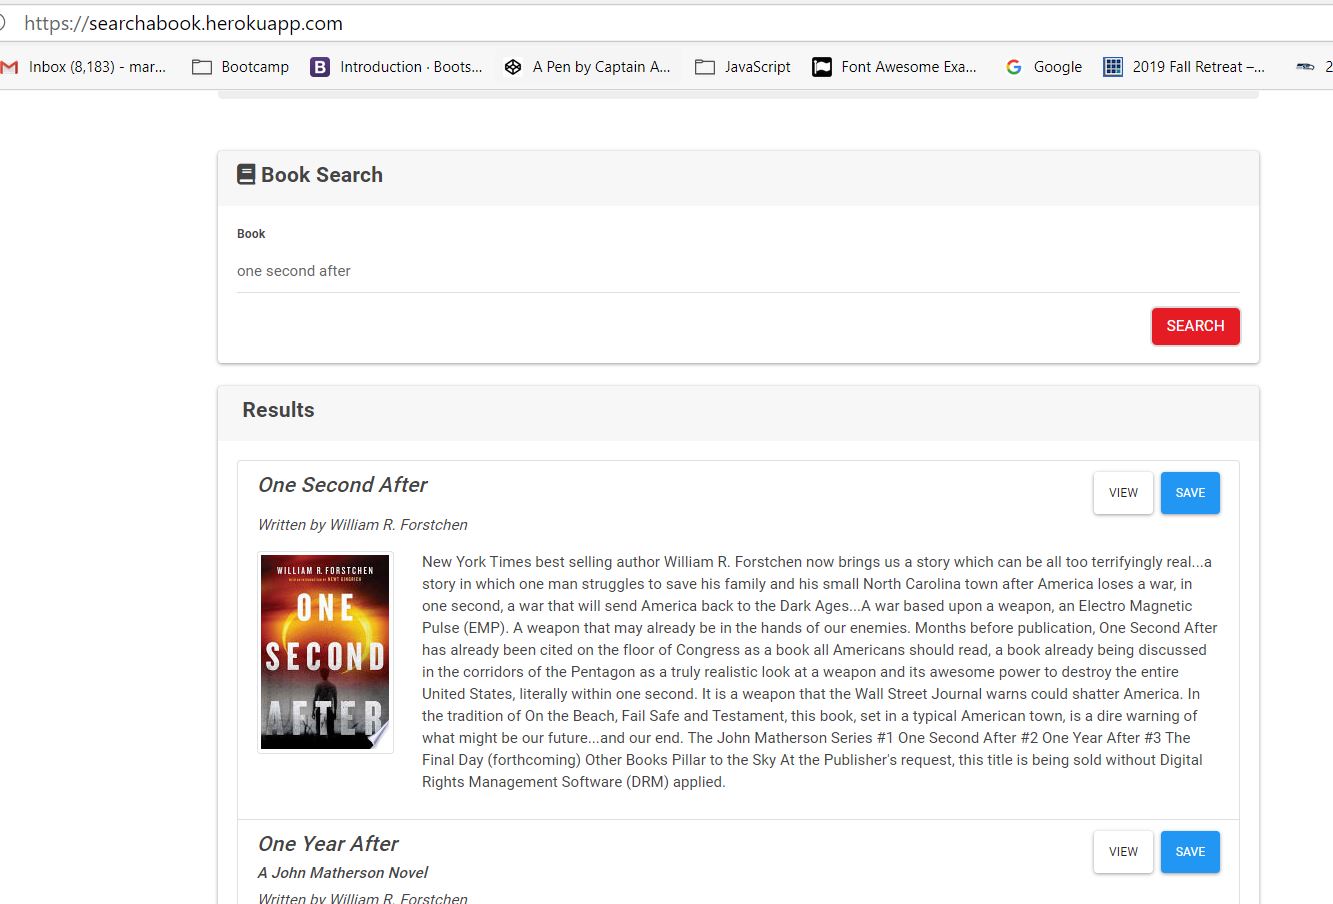 https://searchabook.herokuapp.com
Inbox (8,183) - mar... Bootcamp B Introduction · Boots... A Pen by Captain A... JavaScript Font Awesome Exa... Google 2019 Fall Retreat –... 2
Book Search
Book
one second after
SEARCH
Results
One Second After
VIEW SAVE
Written by William R. Forstchen
WILLIAM R. FORSTCHEN
WITH AN INTRODUCTION BY NEWT GINGRICH
ONE
SECOND
AFTER
New York Times best selling author William R. Forstchen now brings us a story which can be all too terrifyingly real...a
story in which one man struggles to save his family and his small North Carolina town after America loses a war, in
one second, a war that will send America back to the Dark Ages...A war based upon a weapon, an Electro Magnetic
Pulse (EMP). A weapon that may already be in the hands of our enemies. Months before publication, One Second After
has already been cited on the floor of Congress as a book all Americans should read, a book already being discussed
in the corridors of the Pentagon as a truly realistic look at a weapon and its awesome power to destroy the entire
United States, literally within one second. It is a weapon that the Wall Street Journal warns could shatter America. In
the tradition of On the Beach, Fail Safe and Testament, this book, set in a typical American town, is a dire warning of
what might be our future...and our end. The John Matherson Series #1 One Second After #2 One Year After #3 The
Final Day (forthcoming) Other Books Pillar to the Sky At the Publisher's request, this title is being sold without Digital
Rights Management Software (DRM) applied.
One Year After
VIEW SAVE
A John Matherson Novel
Written by William R. Forstchen